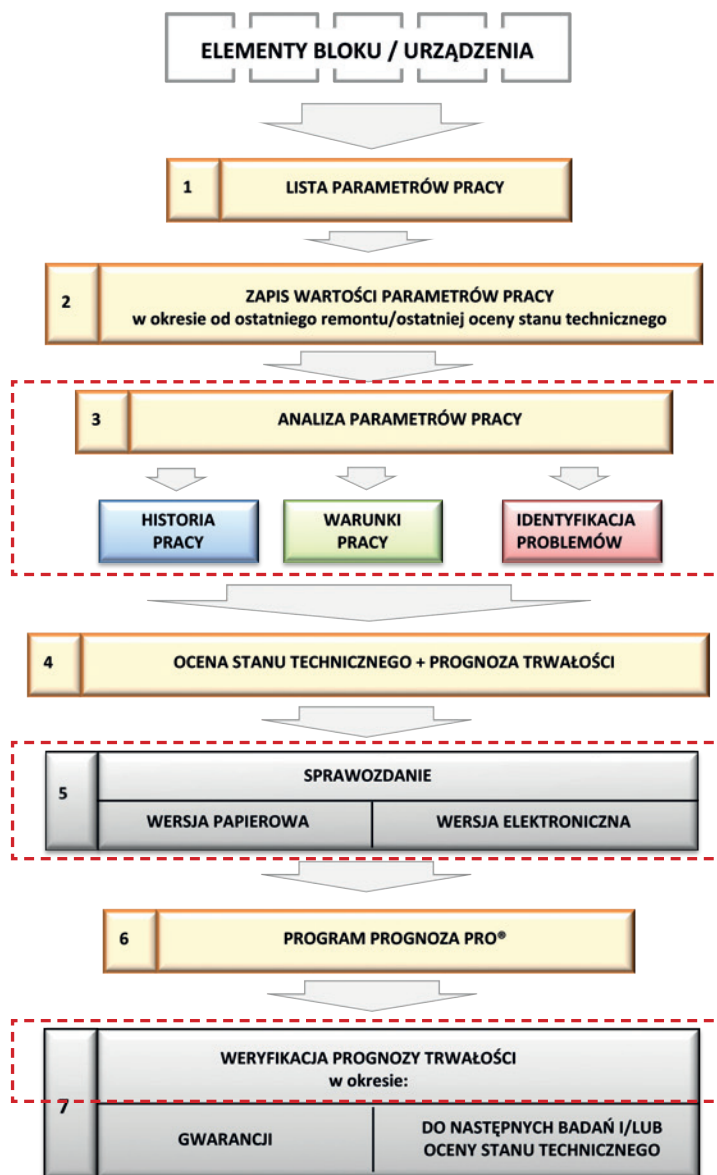 ELEMENTY BLOKU / URZĄDZENIA
1
LISTA PARAMETRÓW PRACY
2
ZAPIS WARTOŚCI PARAMETRÓW PRACY
w okresie od ostatniego remontu/ostatniej oceny stanu technicznego
3
ANALIZA PARAMETRÓW PRACY
HISTORIA
PRACY
WARUNKI
PRACY
IDENTYFIKACJA
PROBLEMÓW
4
OCENA STANU TECHNICZNEGO + PROGNOZA TRWAŁOŚCI
5
SPRAWOZDANIE
WERSJA PAPIEROWA
WERSJA ELEKTRONICZNA
6
PROGRAM PROGNOZA PRO®
7
WERYFIKACJA PROGNOZY TRWAŁOŚCI
w okresie:
GWARANCJI
DO NASTĘPNYCH BADAŃ I/LUB
OCENY STANU TECHNICZNEGO